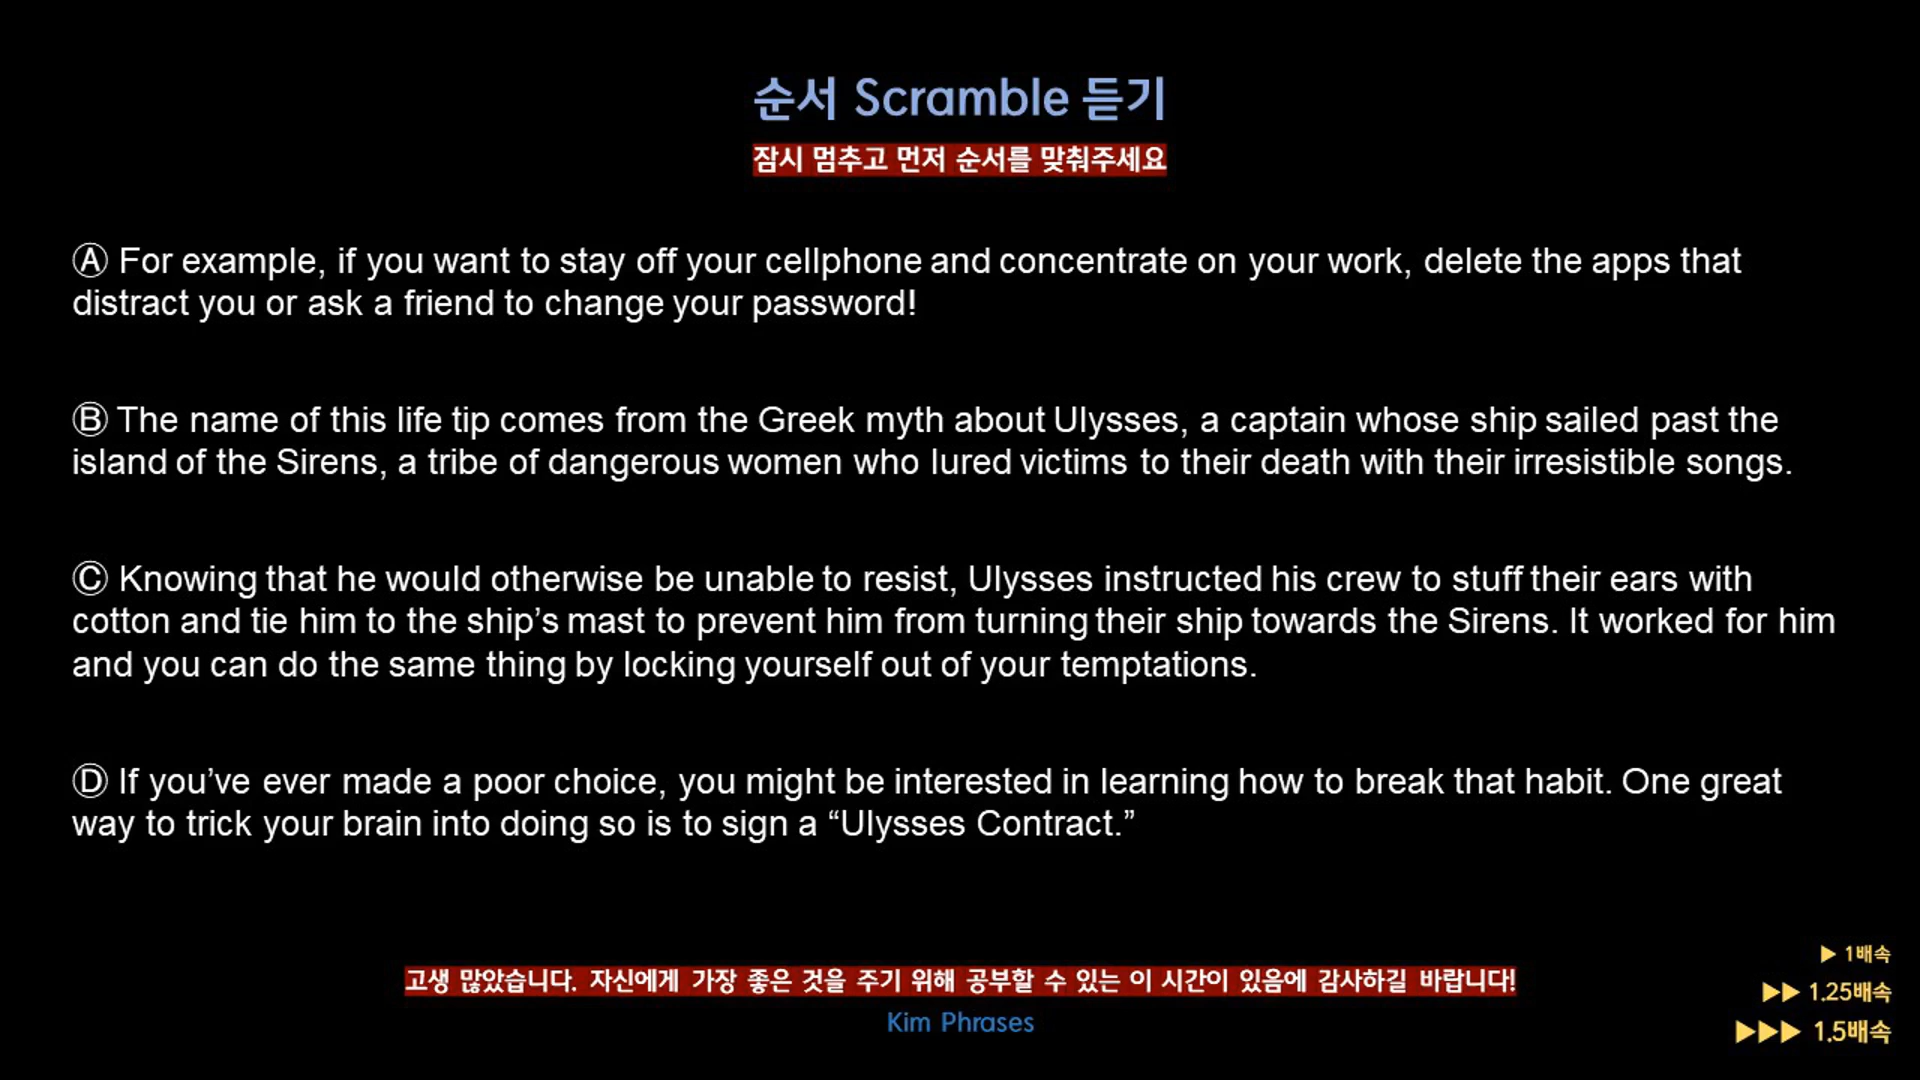 순서 Scramble 듣기
잠시 멈추고 먼저 순서를 맞춰주세요
Ⓐ For example, if you want to stay off your cellphone and concentrate on your work, delete the apps that
distract you or ask a friend to change your password!
Ⓑ The name of this life tip comes from the Greek myth about Ulysses, a captain whose ship sailed past the
island of the Sirens, a tribe of dangerous women who lured victims to their death with their irresistible songs.
Ⓒ Knowing that he would otherwise be unable to resist, Ulysses instructed his crew to stuff their ears with
cotton and tie him to the ship’s mast to prevent him from turning their ship towards the Sirens. It worked for him
and you can do the same thing by locking yourself out of your temptations.
Ⓓ If you’ve ever made a poor choice, you might be interested in learning how to break that habit. One great
way to trick your brain into doing so is to sign a “Ulysses Contract.”
고생 많았습니다. 자신에게 가장 좋은 것을 주기 위해 공부할 수 있는 이 시간이 있음에 감사하길 바랍니다!
Kim Phrases
▶ 1배속
▶▶ 1.25배속
▶▶▶ 1.5배속